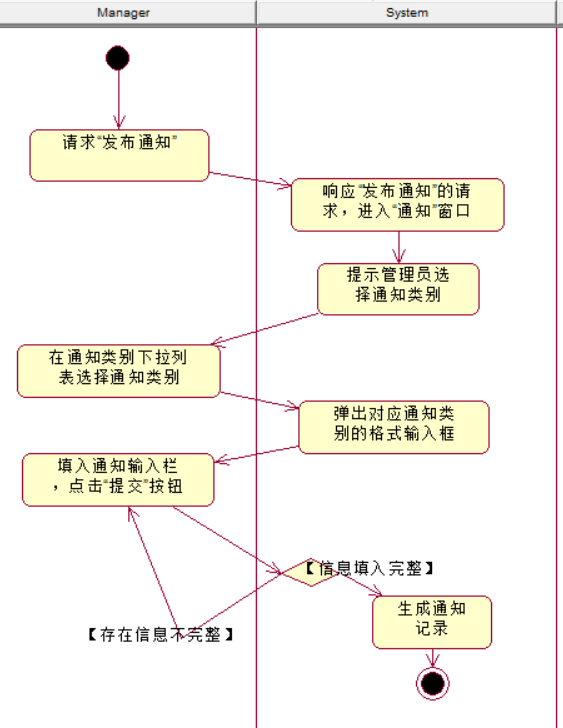 Manager
System
请求“发布通知”
响应“发布通知”的请
求，进入“通知”窗口
提示管理员选
择通知类别
在通知类别下拉列
表选择通知类别
弹出对应通知类
别的格式输入框
填入通知输入栏
，点击“提交”按钮
【信息填入完整】
生成通知
记录
【存在信息不完整】